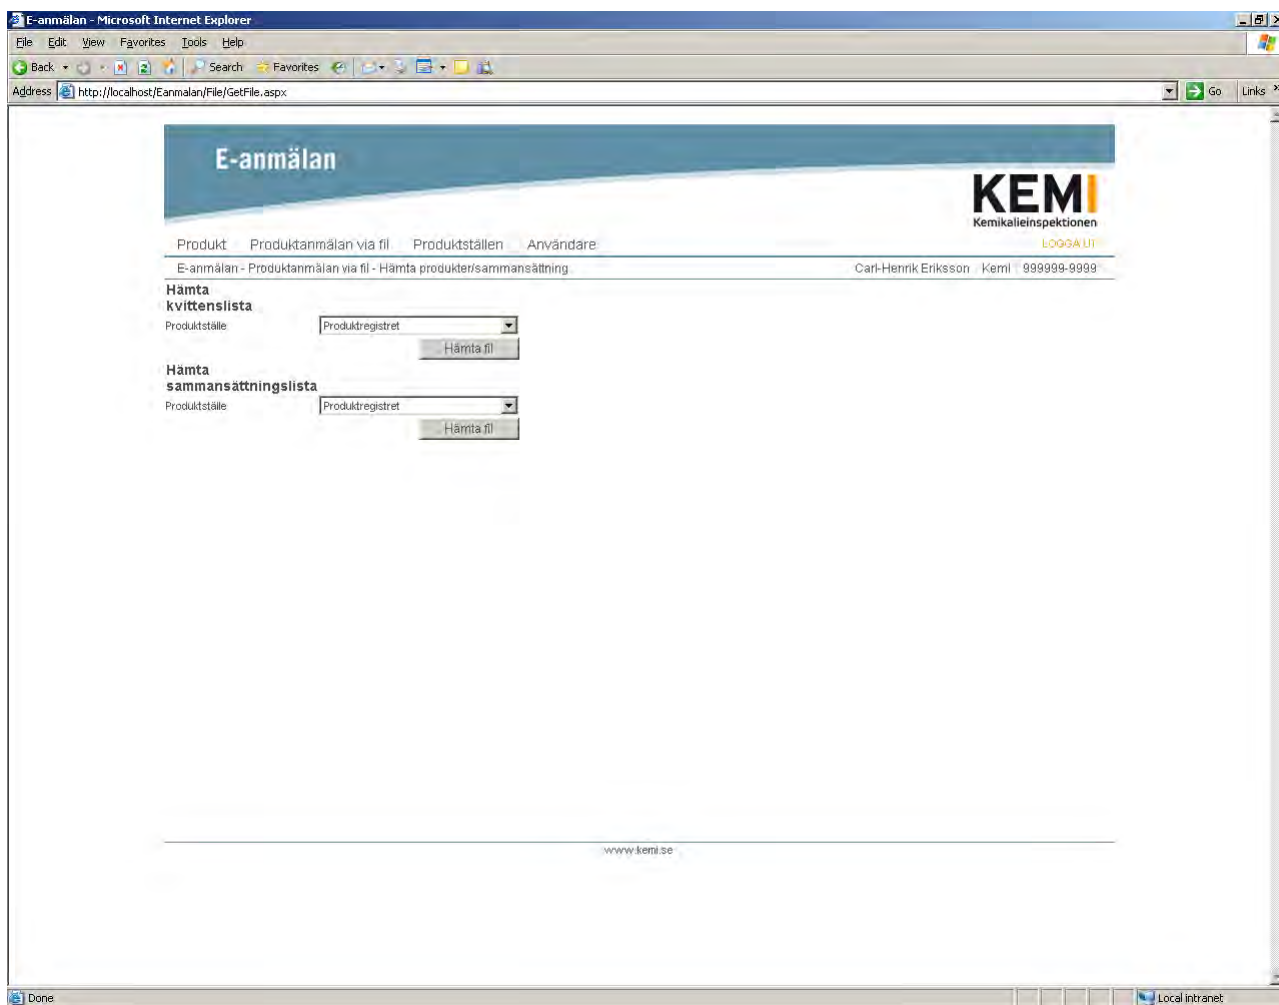 E-anmälan - Microsoft Internet Explorer
File Edit View Favorites Tools Help
Back Search Favorites
Address http://localhost/Eanmalan/File/GetFile.aspx Go Links
E-anmälan
KEMI
Kemikalieinspektionen
Produkt Produktanmälan via fil Produktställen Användare LOGGA UT
E-anmälan - Produktanmälan via fil - Hämta produkter/sammansättning Carl-Henrik Eriksson Kemi 999999-9999
Hämta
kvittenslista
Produktställe Produktregistret
Hämta fil
Hämta
sammansättningslista
Produktställe Produktregistret
Hämta fil
www.kemi.se
Done Local intranet